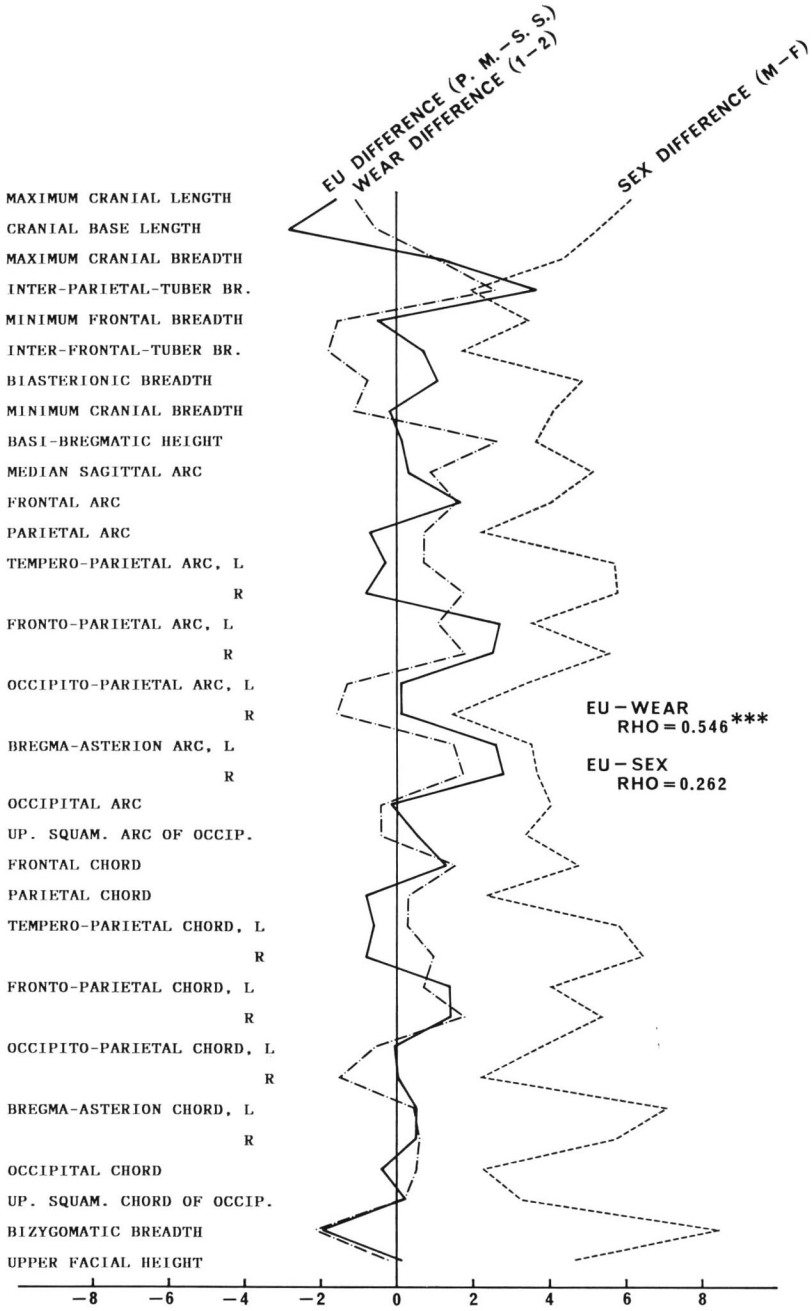 EU DIFFERENCE (P. M.–S. S.)
WEAR DIFFERENCE (1–2)
SEX DIFFERENCE (M–F)
MAXIMUM CRANIAL LENGTH
CRANIAL BASE LENGTH
MAXIMUM CRANIAL BREADTH
INTER-PARIETAL-TUBER BR.
MINIMUM FRONTAL BREADTH
INTER-FRONTAL-TUBER BR.
BIASTERIONIC BREADTH
MINIMUM CRANIAL BREADTH
BASI-BREGMATIC HEIGHT
MEDIAN SAGITTAL ARC
FRONTAL ARC
PARIETAL ARC
TEMPERO-PARIETAL ARC, L
R
FRONTO-PARIETAL ARC, L
R
OCCIPITO-PARIETAL ARC, L
R
EU–WEAR
RHO=0.546***
BREGMA-ASTERION ARC, L
R
EU–SEX
RHO=0.262
OCCIPITAL ARC
UP. SQUAM. ARC OF OCCIP.
FRONTAL CHORD
PARIETAL CHORD
TEMPERO-PARIETAL CHORD, L
R
FRONTO-PARIETAL CHORD, L
R
OCCIPITO-PARIETAL CHORD, L
R
BREGMA-ASTERION CHORD, L
R
OCCIPITAL CHORD
UP. SQUAM. CHORD OF OCCIP.
BIZYGOMATIC BREADTH
UPPER FACIAL HEIGHT
−8 −6 −4 −2 0 2 4 6 8